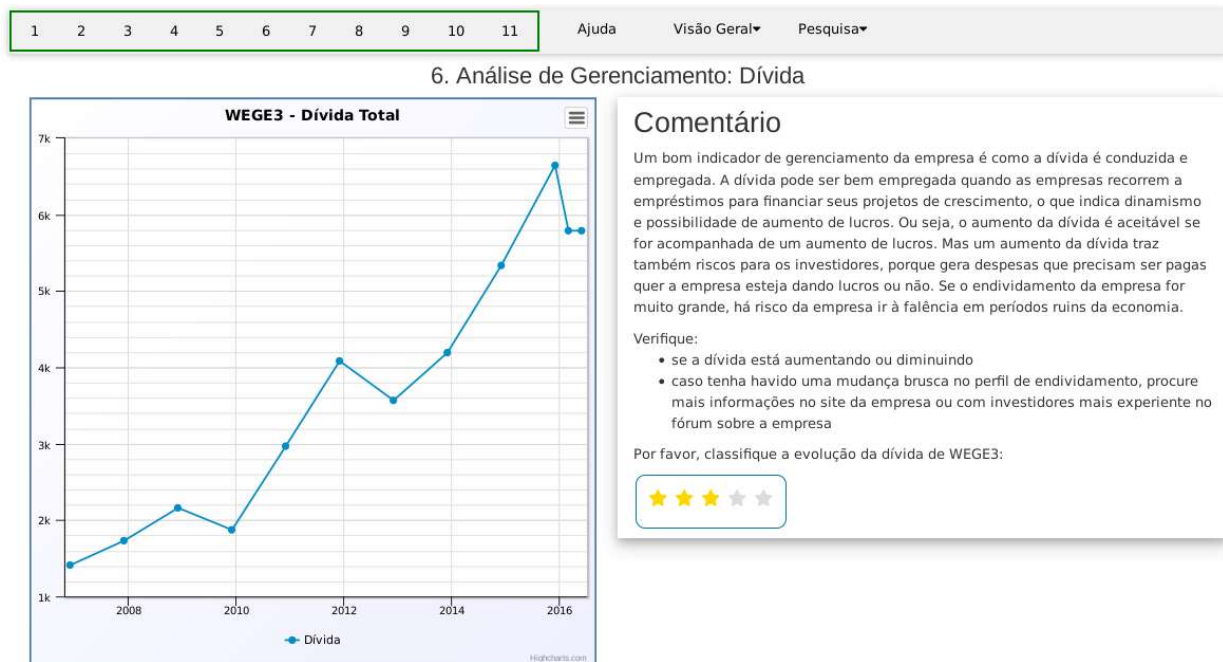 1 2 3 4 5 6 7 8 9 10 11 Ajuda Visão Geral▾ Pesquisa▾
6. Análise de Gerenciamento: Dívida
WEGE3 - Dívida Total
7k
6k
5k
4k
3k
2k
1k
2008 2010 2012 2014 2016
Dívida
Highcharts.com
Comentário
Um bom indicador de gerenciamento da empresa é como a dívida é conduzida e
empregada. A dívida pode ser bem empregada quando as empresas recorrem a
empréstimos para financiar seus projetos de crescimento, o que indica dinamismo
e possibilidade de aumento de lucros. Ou seja, o aumento da dívida é aceitável se
for acompanhada de um aumento de lucros. Mas um aumento da dívida traz
também riscos para os investidores, porque gera despesas que precisam ser pagas
quer a empresa esteja dando lucros ou não. Se o endividamento da empresa for
muito grande, há risco da empresa ir à falência em períodos ruins da economia.
Verifique:
• se a dívida está aumentando ou diminuindo
• caso tenha havido uma mudança brusca no perfil de endividamento, procure
mais informações no site da empresa ou com investidores mais experiente no
fórum sobre a empresa
Por favor, classifique a evolução da dívida de WEGE3: